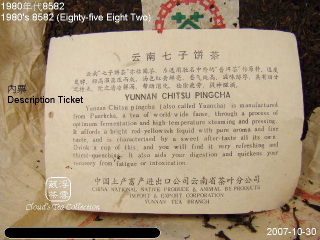 1980年代8582
1980's 8582 (Eighty-five Eight Two)
內票
Description Ticket
云南七子饼茶
YUNNAN CHITSU PINGCHA
Yunnan Chitsu pingcha (also called Yuancha) is manufactured
from Puerhcha, a tea of world wide fame, through a process of
optimum fermentation and high temperature steaming and pressing.
It affords a bright red-yellowish liquid with pure aroma and fine
taste, and is characterized by a sweet after-taste all its own.
Drink a cup of this, and you will find it very refreshing and
thirst-quenching. It also aids your digestion and quickens your
recovery from fatigue or intoxication.
中国土产畜产进出口公司云南省茶叶分公司
CHINA NATIONAL NATIVE PRODUCE & ANIMAL BY-PRODUCTS
IMPORT & EXPORT CORPORATION
YUNNAN TEA BRANCH
Cloud's Tea Collection
2007-10-30